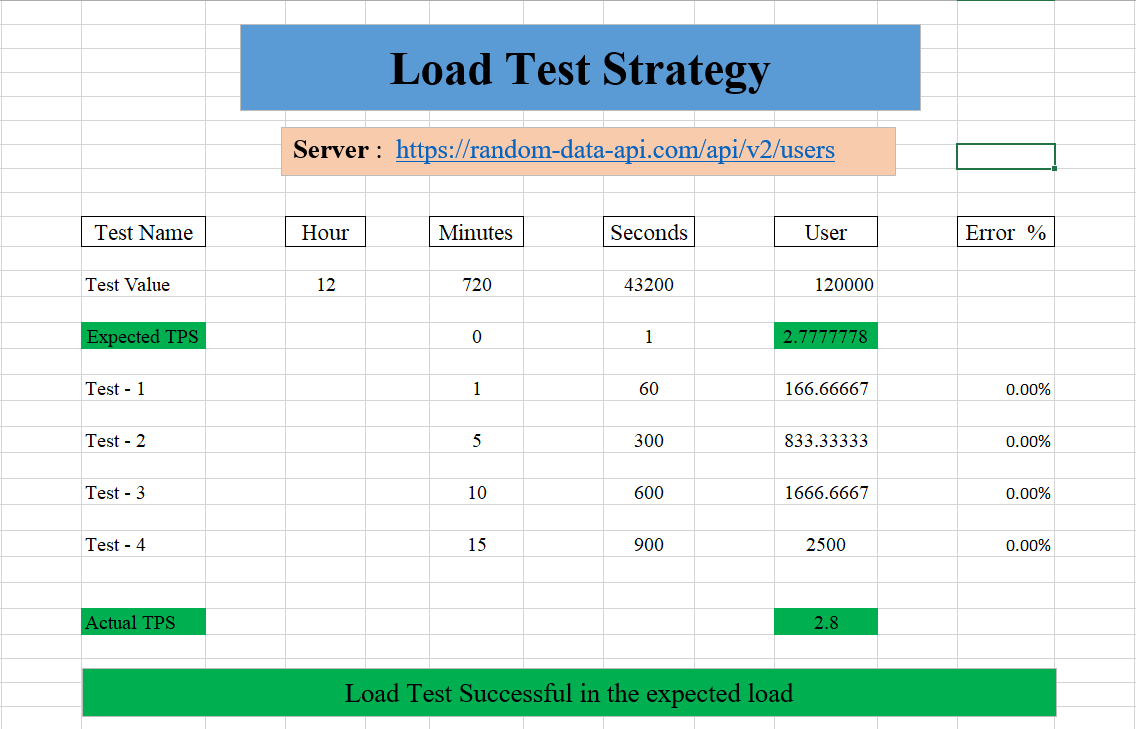 Load Test Strategy
Server : https://random-data-api.com/api/v2/users
Test Name Hour Minutes Seconds User Error %
Test Value 12 720 43200 120000
Expected TPS 0 1 2.7777778
Test - 1 1 60 166.66667 0.00%
Test - 2 5 300 833.33333 0.00%
Test - 3 10 600 1666.6667 0.00%
Test - 4 15 900 2500 0.00%
Actual TPS 2.8
Load Test Successful in the expected load